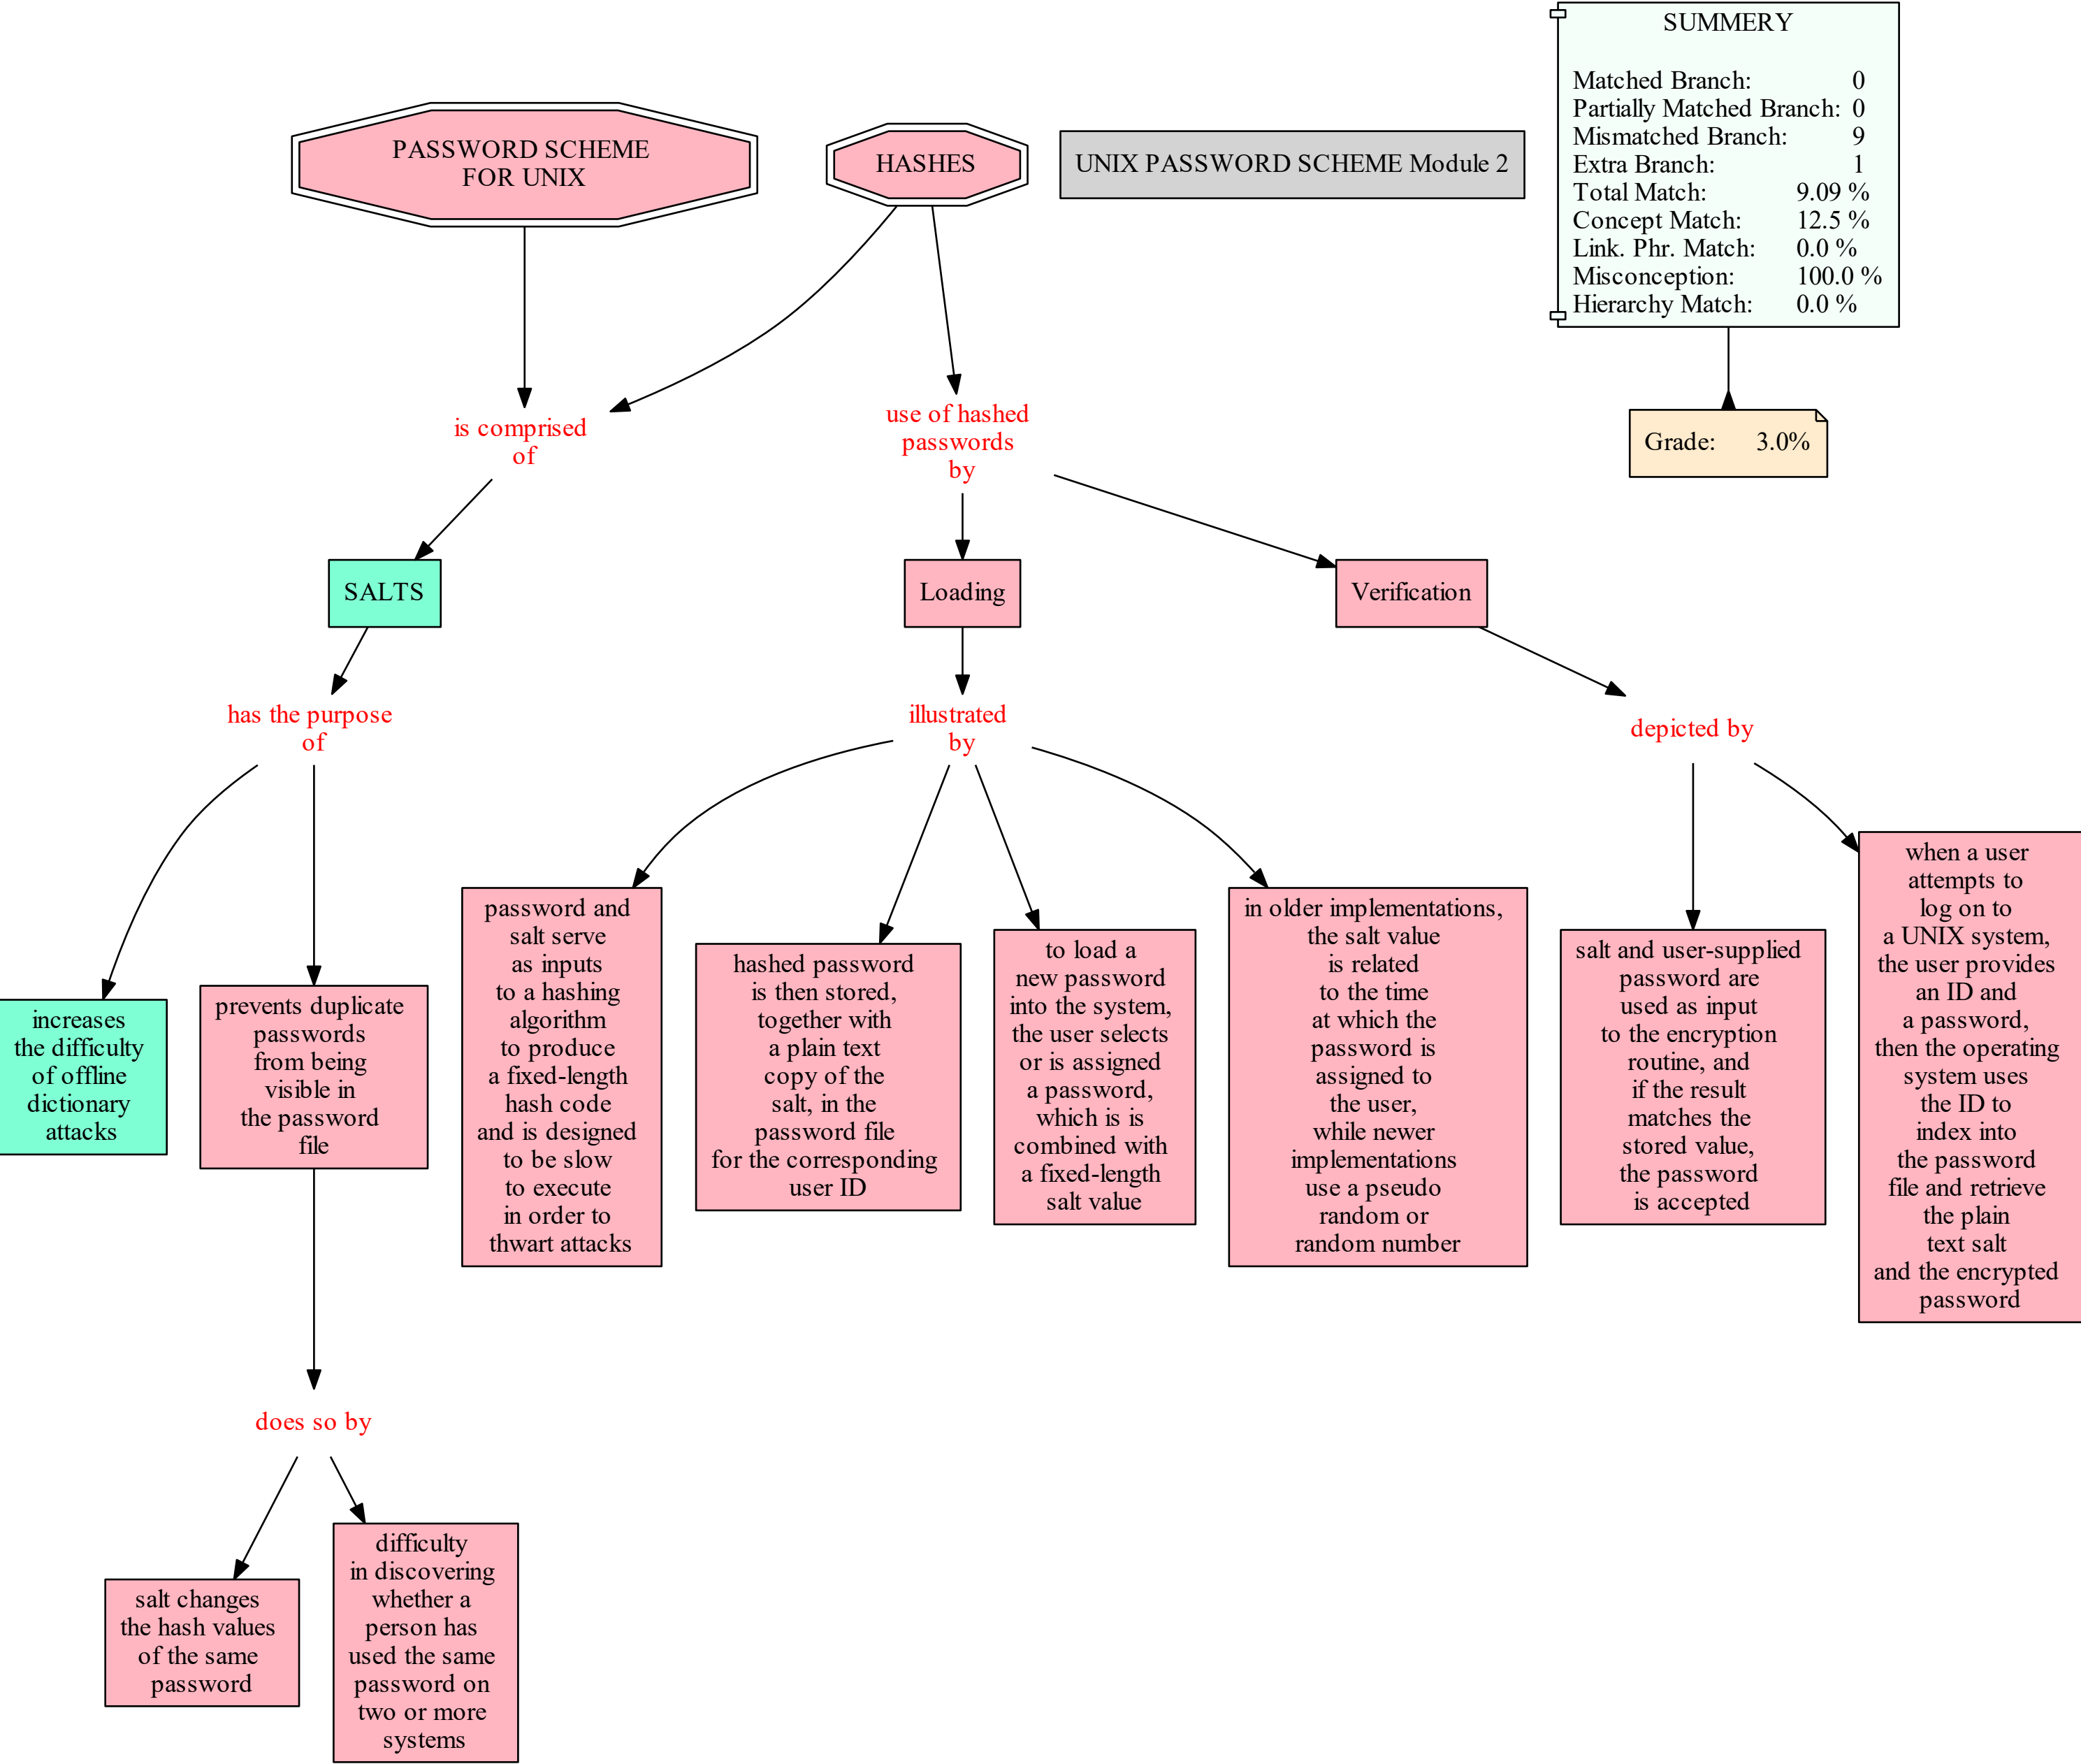 PASSWORD SCHEME
FOR UNIX
HASHES
UNIX PASSWORD SCHEME Module 2
SUMMERY
Matched Branch: 0
Partially Matched Branch: 0
Mismatched Branch: 9
Extra Branch: 1
Total Match: 9.09 %
Concept Match: 12.5 %
Link. Phr. Match: 0.0 %
Misconception: 100.0 %
Hierarchy Match: 0.0 %
Grade: 3.0%
is comprised
of
use of hashed
passwords
by
SALTS
Loading
Verification
has the purpose
of
illustrated
by
depicted by
increases
the difficulty
of offline
dictionary
attacks
prevents duplicate
passwords
from being
visible in
the password
file
password and
salt serve
as inputs
to a hashing
algorithm
to produce
a fixed-length
hash code
and is designed
to be slow
to execute
in order to
thwart attacks
hashed password
is then stored,
together with
a plain text
copy of the
salt, in the
password file
for the corresponding
user ID
to load a
new password
into the system,
the user selects
or is assigned
a password,
which is is
combined with
a fixed-length
salt value
in older implementations,
the salt value
is related
to the time
at which the
password is
assigned to
the user,
while newer
implementations
use a pseudo
random or
random number
salt and user-supplied
password are
used as input
to the encryption
routine, and
if the result
matches the
stored value,
the password
is accepted
when a user
attempts to
log on to
a UNIX system,
the user provides
an ID and
a password,
then the operating
system uses
the ID to
index into
the password
file and retrieve
the plain
text salt
and the encrypted
password
does so by
salt changes
the hash values
of the same
password
difficulty
in discovering
whether a
person has
used the same
password on
two or more
systems